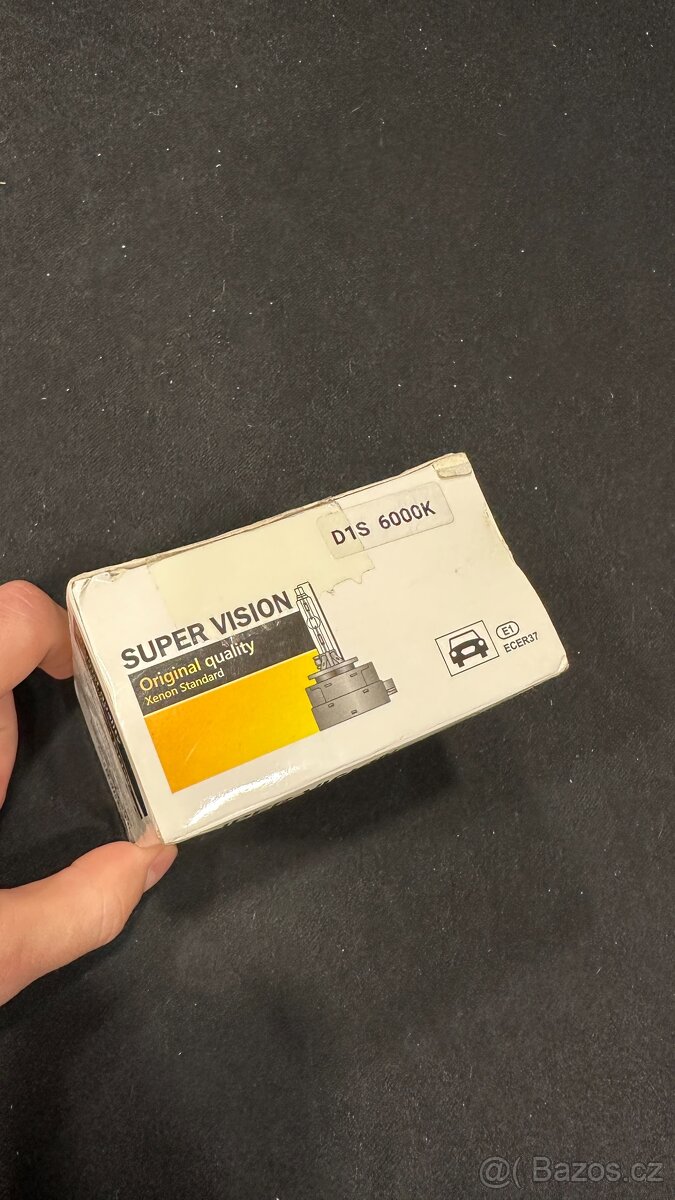 D1S 6000K
SUPER VISION
Original quality
Xenon Standard
E1
ECER37
@( Bazos.cz